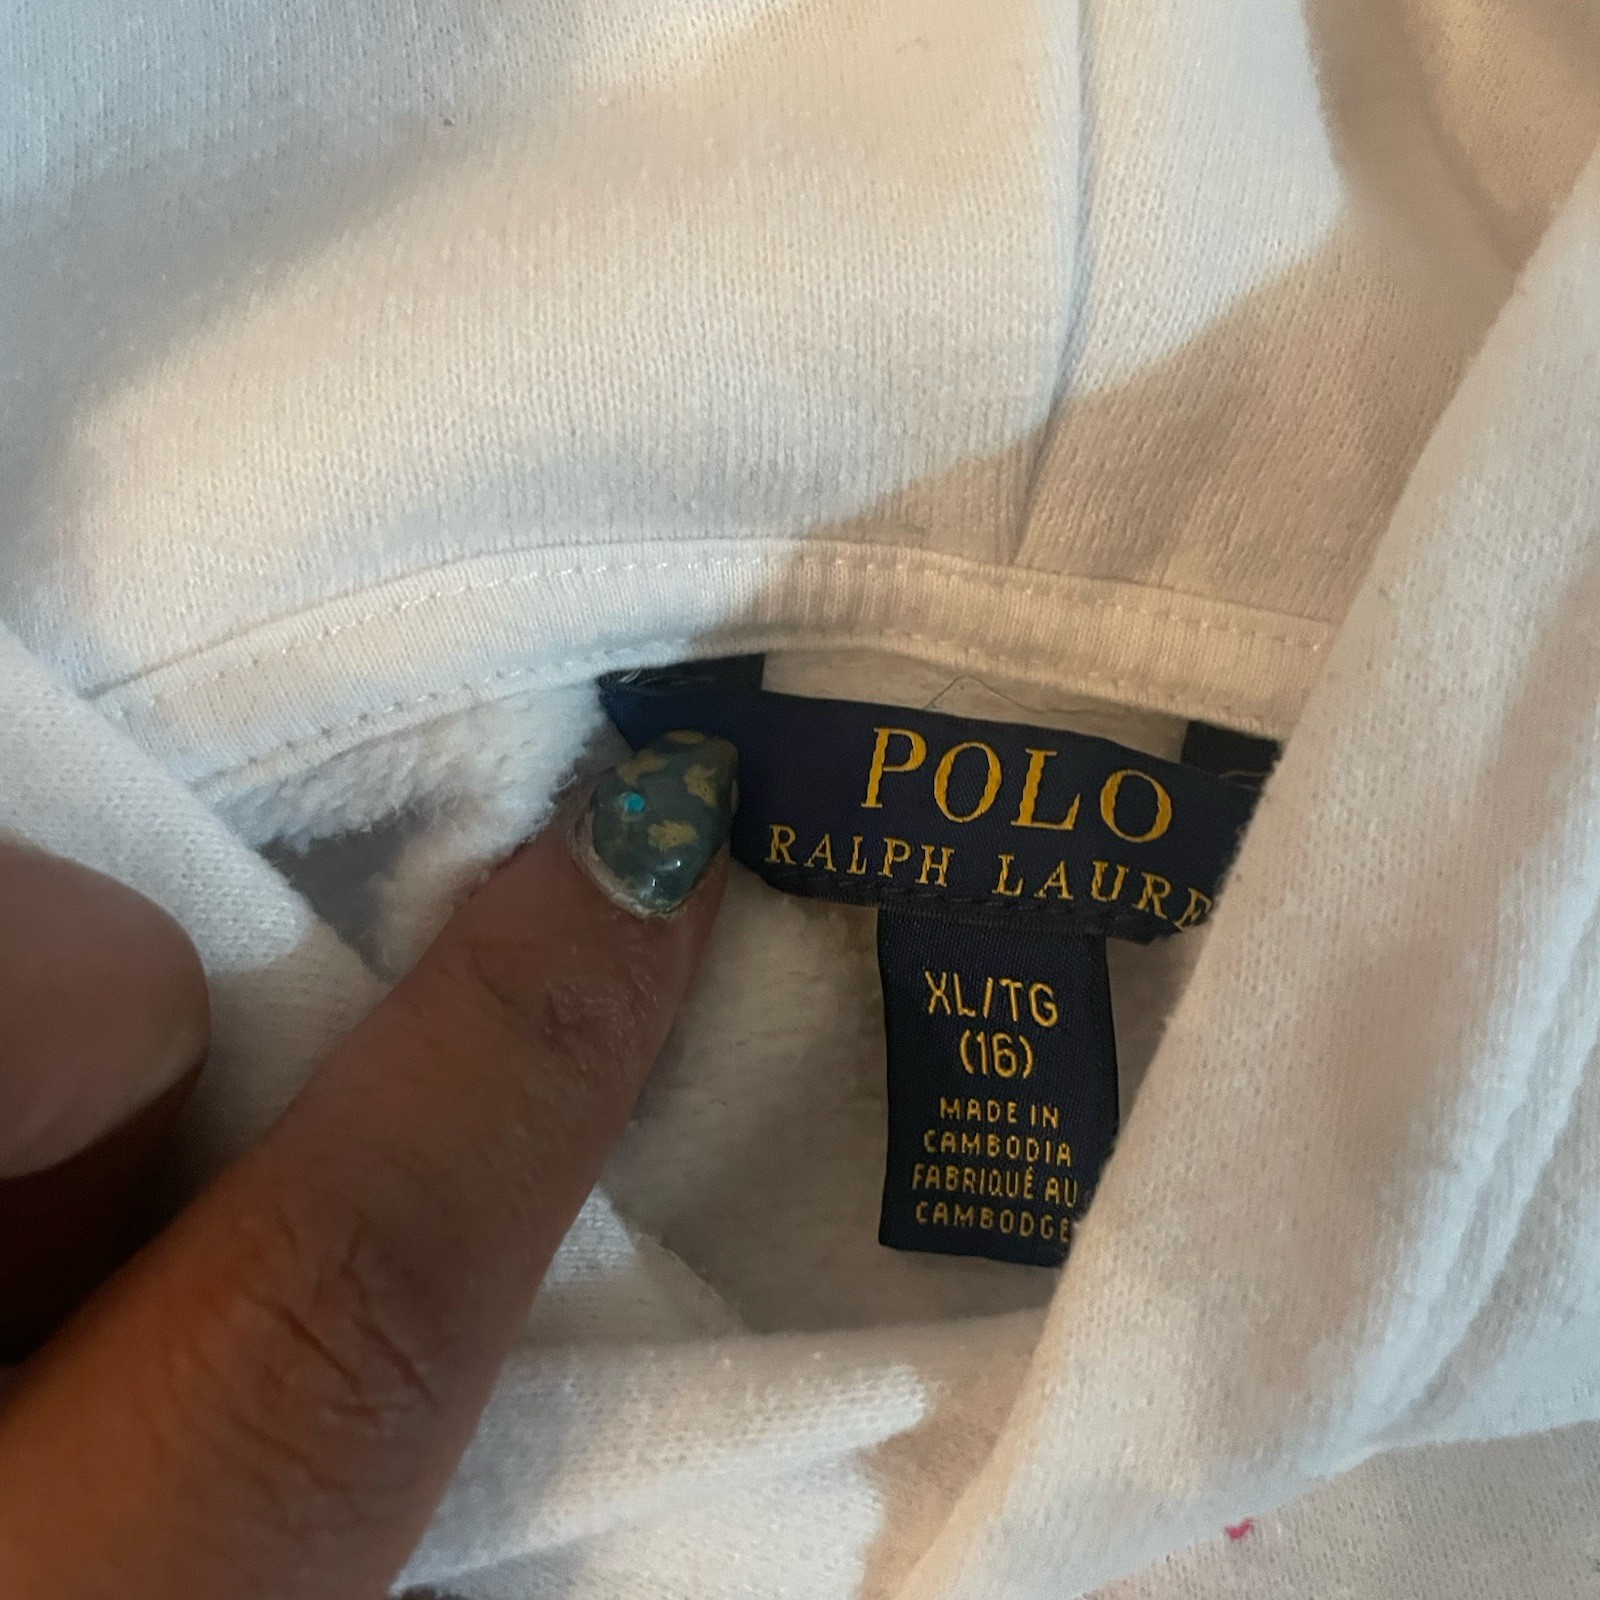 POLO
RALPH LAURE
XL/TG
(16)
MADE IN
CAMBODIA
FABRIQUÉ AU
CAMBODGE